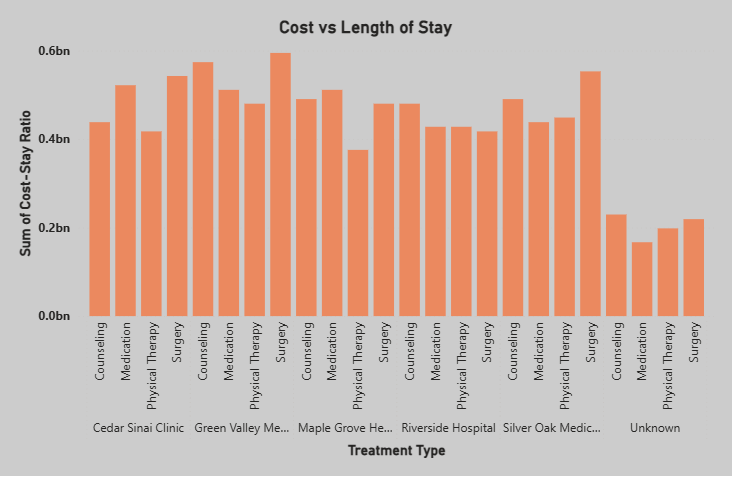 Cost vs Length of Stay
Sum of Cost-Stay Ratio
0.6bn
0.4bn
0.2bn
0.0bn
Counseling
Medication
Physical Therapy
Surgery
Counseling
Medication
Physical Therapy
Surgery
Counseling
Medication
Physical Therapy
Surgery
Counseling
Medication
Physical Therapy
Surgery
Counseling
Medication
Physical Therapy
Surgery
Counseling
Medication
Physical Therapy
Surgery
Cedar Sinai Clinic
Green Valley Me...
Maple Grove He...
Riverside Hospital
Silver Oak Medic...
Unknown
Treatment Type